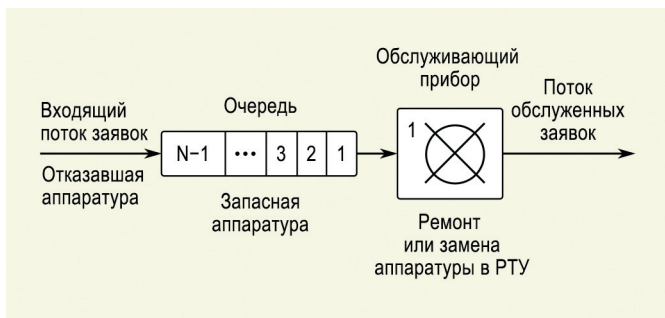 Обслуживающий
прибор
Поток
обслуженных
заявок
Входящий
поток заявок
Очередь
N−1 ••• 3 2 1
1
Отказавшая
аппаратура
Запасная
аппаратура
Ремонт
или замена
аппаратуры в РТУ